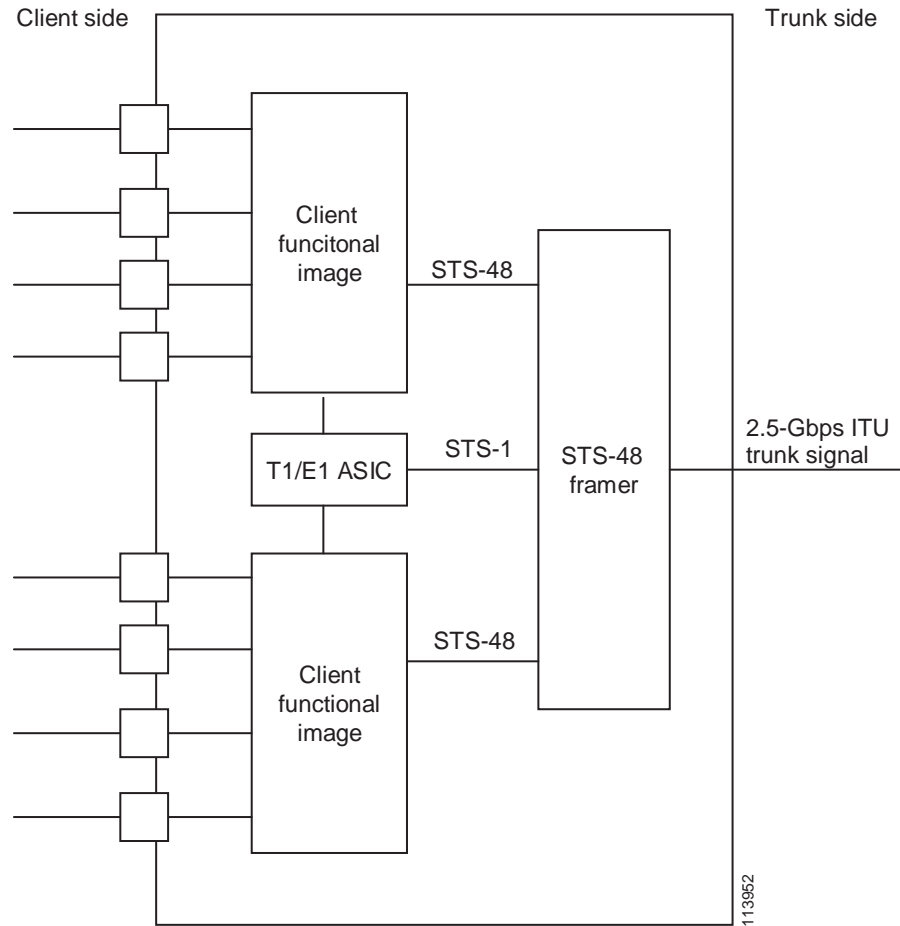 Client side
Trunk side
Client
funcitonal
image
STS-48
T1/E1 ASIC
STS-1
STS-48
framer
2.5-Gbps ITU
trunk signal
STS-48
Client
functional
image
113952